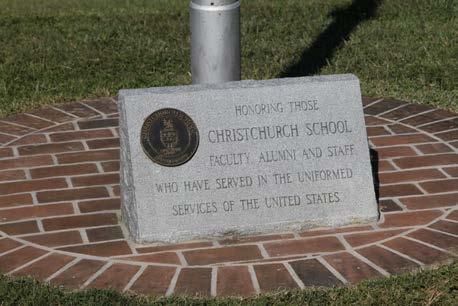 HONORING THOSE
CHRISTCHURCH SCHOOL
FACULTY, ALUMNI AND STAFF
WHO HAVE SERVED IN THE UNIFORMED
SERVICES OF THE UNITED STATES